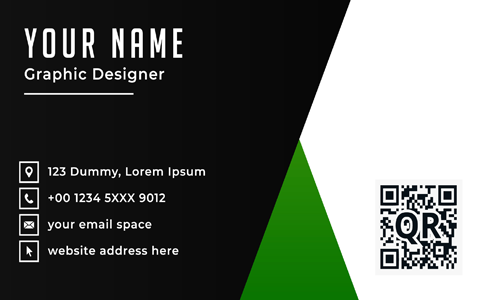 YOUR NAME
Graphic Designer
123 Dummy, Lorem Ipsum
+00 1234 5XXX 9012
your email space
website address here
QR